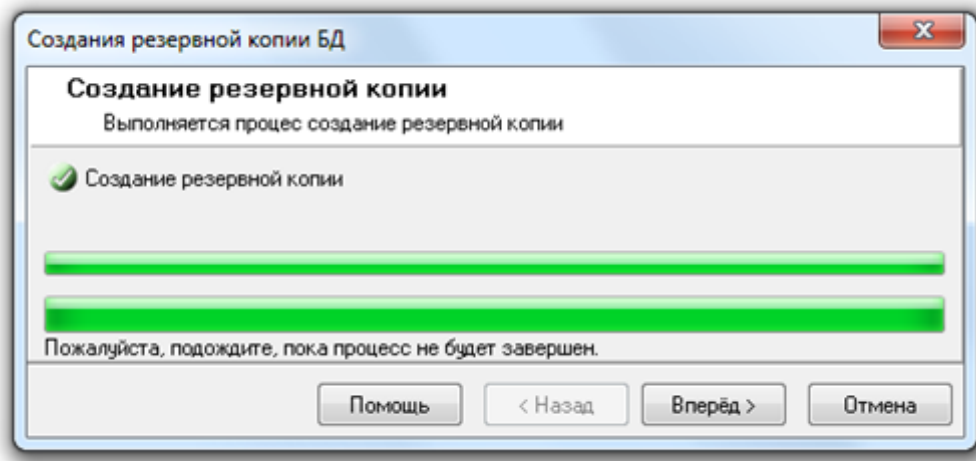 Создания резервной копии БД
Создание резервной копии
Выполняется процес создание резервной копии
Создание резервной копии
Пожалуйста, подождите, пока процесс не будет завершен.
Помощь < Назад Вперёд > Отмена